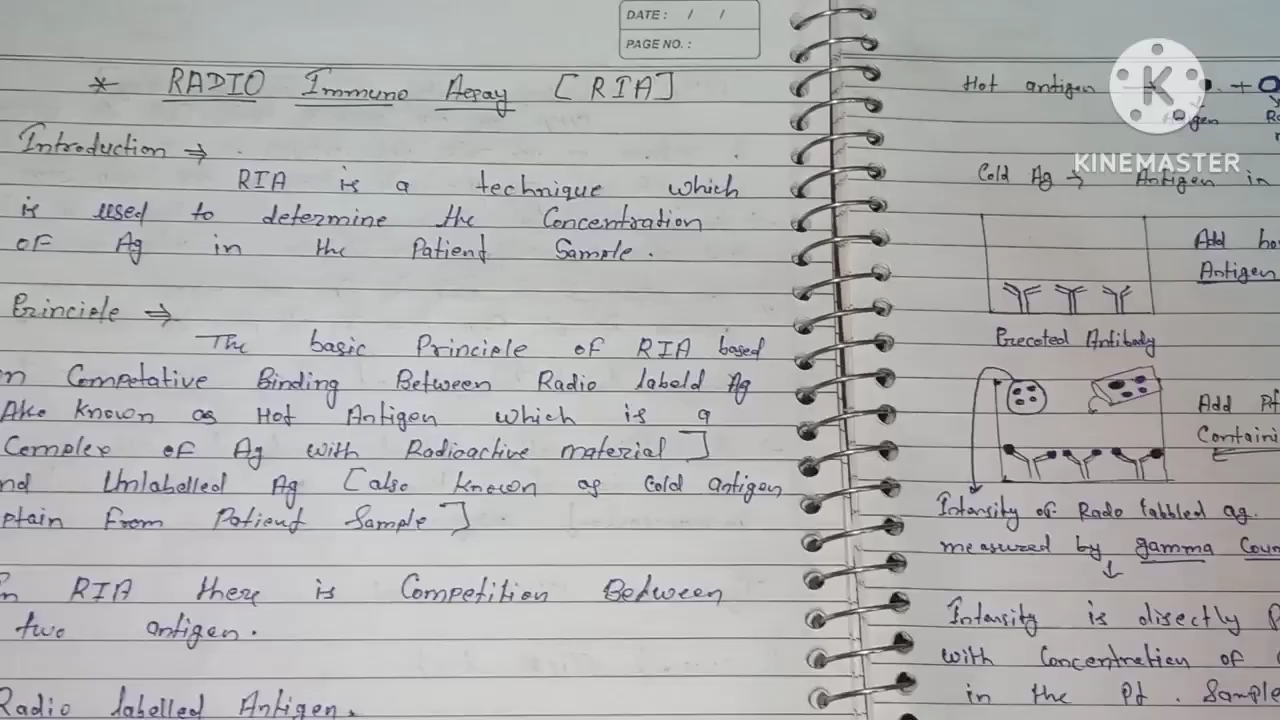 DATE: / /
PAGE NO.:
* RADIO Immuno Assay [RIA]
Introduction ⇒
RIA is a technique which
is used to determine the Concentration
of Ag in the Patient Sample.
Principle ⇒
The basic Principle of RIA based
n Competative Binding Between Radio labeld Ag
Also known as Hot Antigen which is a
Complex of Ag with Radioactive material]
nd Unlabelled Ag [also known as Cold antigen
ptain from Patient Sample]
n RIA there is Competition Between
two antigen.
Radio labelled Antigen.
Hot antigen → +
KINEMASTER
Cold Ag → Antigen in
Add
Antigen
Precoted Antibody
Add Pt
Containi
Intensity of Rado labbled ag.
measured by gamma Coun
↓
Intensity is directly P
with Concentration of
in the Pt. Sample